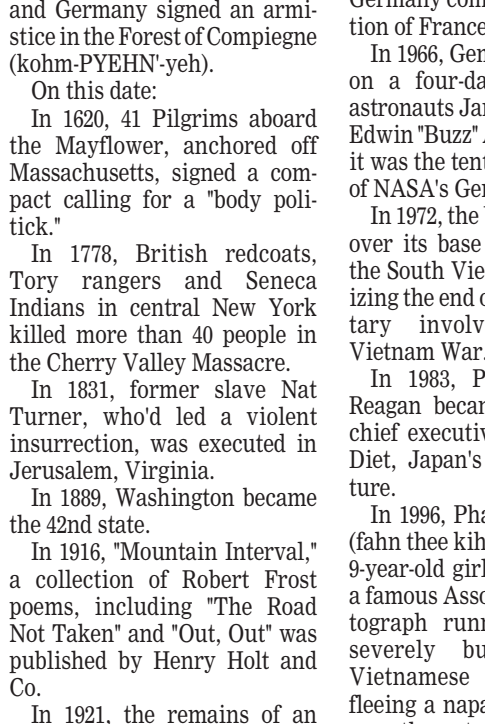 and Germany signed an armi-
stice in the Forest of Compiegne
(kohm-PYEHN'-yeh).
On this date:
In 1620, 41 Pilgrims aboard
the Mayflower, anchored off
Massachusetts, signed a com-
pact calling for a "body poli-
tick."
In 1778, British redcoats,
Tory rangers and Seneca
Indians in central New York
killed more than 40 people in
the Cherry Valley Massacre.
In 1831, former slave Nat
Turner, who'd led a violent
insurrection, was executed in
Jerusalem, Virginia.
In 1889, Washington became
the 42nd state.
In 1916, "Mountain Interval,"
a collection of Robert Frost
poems, including "The Road
Not Taken" and "Out, Out" was
published by Henry Holt and
Co.
In 1921, the remains of an
tion of France
In 1966, Gem
on a four-da
astronauts Ja
Edwin "Buzz"
it was the tent
of NASA's Ge
In 1972, the
over its base
the South Vie
izing the end o
tary involv
Vietnam War.
In 1983, P
Reagan beca
chief executiv
Diet, Japan's
ture.
In 1996, Pha
(fahn thee kih
9-year-old girl
a famous Asso
tograph run
severely bu
Vietnamese
fleeing a napa